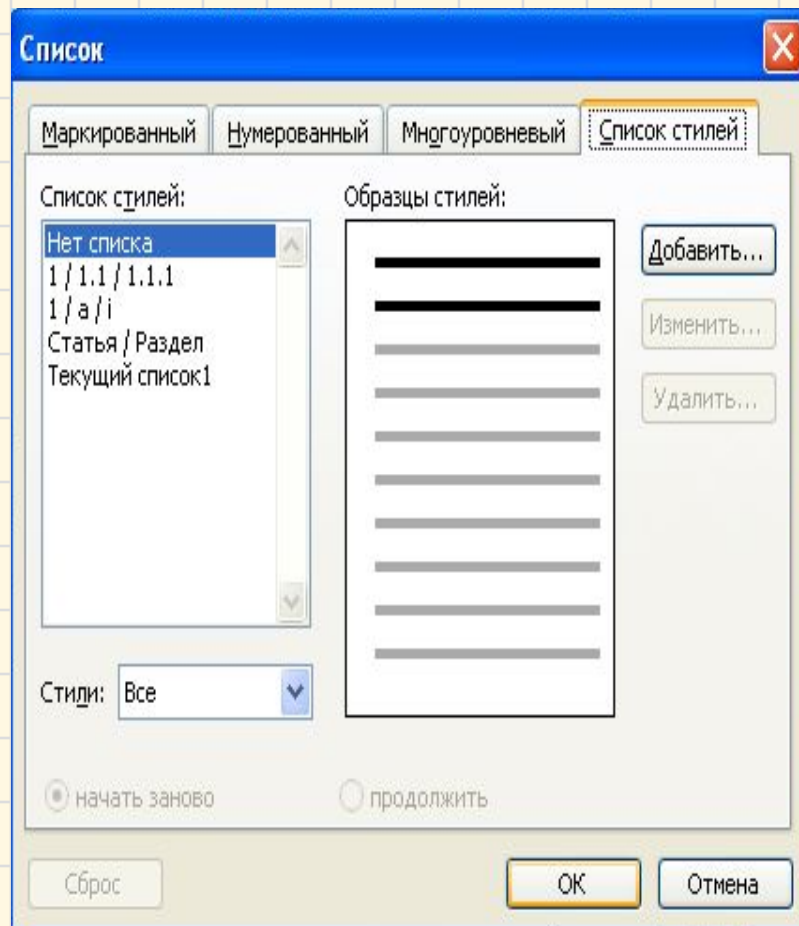 Список
Маркированный Нумерованный Многоуровневый Список стилей
Список стилей: Образцы стилей:
Нет списка
1 / 1.1 / 1.1.1
1 / a / i
Статья / Раздел
Текущий список1
Добавить...
Изменить...
Удалить...
Стили: Все
начать заново продолжить
Сброс ОК Отмена